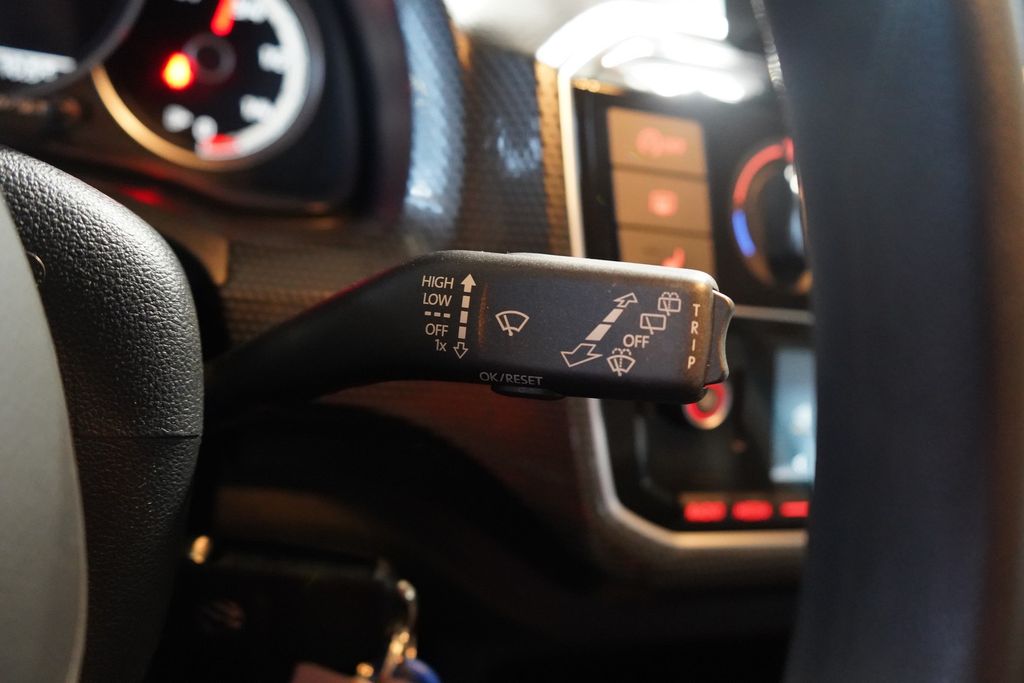 HIGH
LOW
---
OFF
1x
OFF
TRIP
OK/RESET